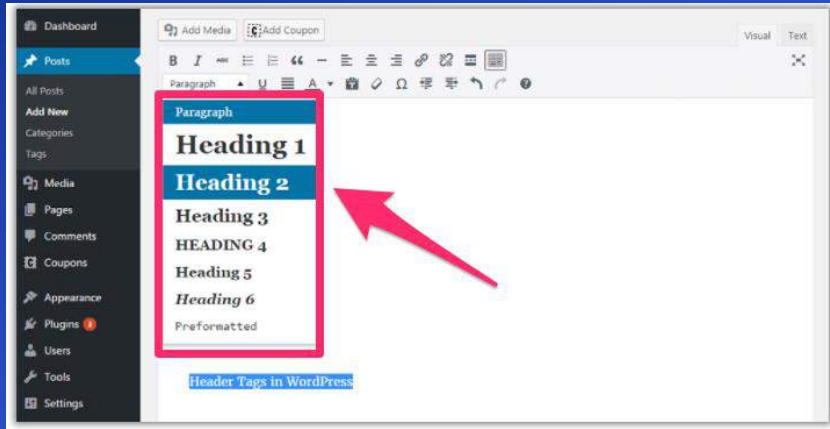 Dashboard
Posts
All Posts
Add New
Categories
Tags
Media
Pages
Comments
Coupons
Appearance
Plugins 3
Users
Tools
Settings
Add Media Add Coupon
Visual Text
B I ABC “ Ω
Paragraph U A
Paragraph
Heading 1
Heading 2
Heading 3
HEADING 4
Heading 5
Heading 6
Preformatted
Header Tags in WordPress